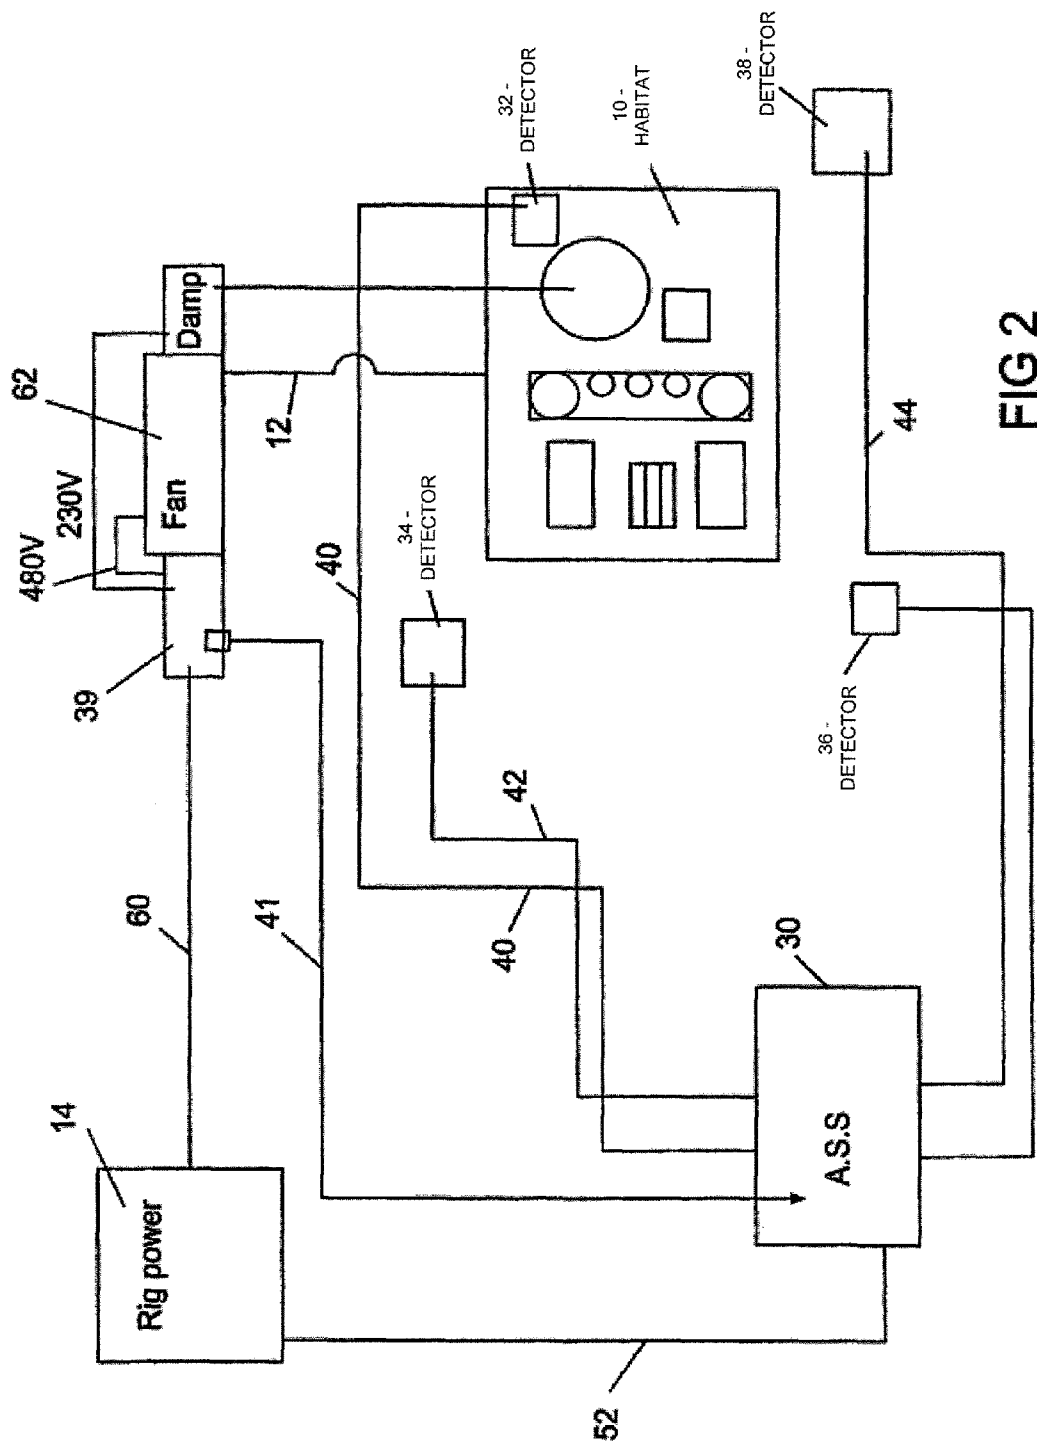 62
480V
14
230V
39
60
Rig power
Fan
Damp
41
12
40
34 -
DETECTOR
40
42
32 -
DETECTOR
52
10 -
HABITAT
38 -
DETECTOR
30
36 -
DETECTOR
A.S.S
44
FIG 2